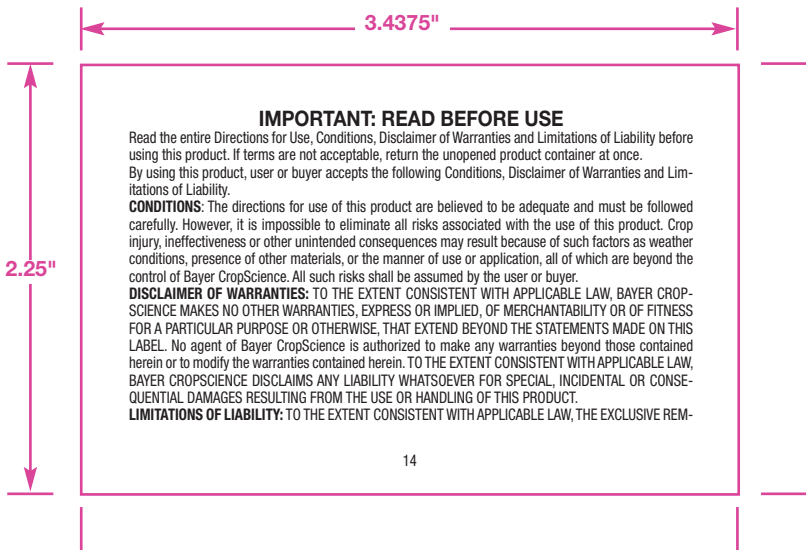 3.4375"
IMPORTANT: READ BEFORE USE
Read the entire Directions for Use, Conditions, Disclaimer of Warranties and Limitations of Liability before
using this product. If terms are not acceptable, return the unopened product container at once.
By using this product, user or buyer accepts the following Conditions, Disclaimer of Warranties and Lim-
itations of Liability.
CONDITIONS: The directions for use of this product are believed to be adequate and must be followed
carefully. However, it is impossible to eliminate all risks associated with the use of this product. Crop
injury, ineffectiveness or other unintended consequences may result because of such factors as weather
conditions, presence of other materials, or the manner of use or application, all of which are beyond the
2.25"
control of Bayer CropScience. All such risks shall be assumed by the user or buyer.
DISCLAIMER OF WARRANTIES: TO THE EXTENT CONSISTENT WITH APPLICABLE LAW, BAYER CROP-
SCIENCE MAKES NO OTHER WARRANTIES, EXPRESS OR IMPLIED, OF MERCHANTABILITY OR OF FITNESS
FOR A PARTICULAR PURPOSE OR OTHERWISE, THAT EXTEND BEYOND THE STATEMENTS MADE ON THIS
LABEL. No agent of Bayer CropScience is authorized to make any warranties beyond those contained
herein or to modify the warranties contained herein. TO THE EXTENT CONSISTENT WITH APPLICABLE LAW,
BAYER CROPSCIENCE DISCLAIMS ANY LIABILITY WHATSOEVER FOR SPECIAL, INCIDENTAL OR CONSE-
QUENTIAL DAMAGES RESULTING FROM THE USE OR HANDLING OF THIS PRODUCT.
LIMITATIONS OF LIABILITY: TO THE EXTENT CONSISTENT WITH APPLICABLE LAW, THE EXCLUSIVE REM-
14